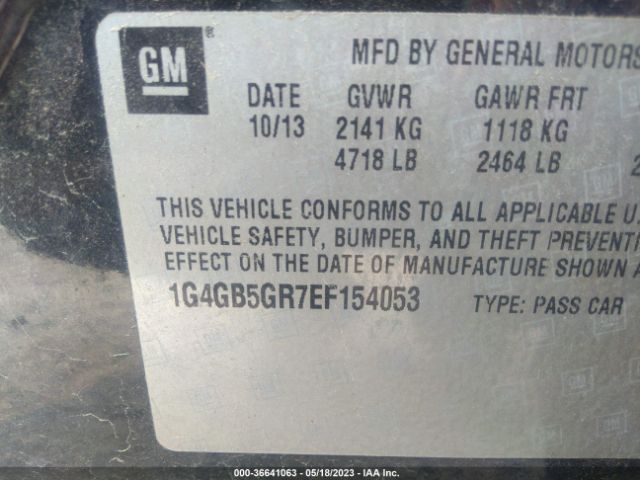 GM ®
MFD BY GENERAL MOTORS
DATE GVWR GAWR FRT
10/13 2141 KG 1118 KG
4718 LB 2464 LB 2
THIS VEHICLE CONFORMS TO ALL APPLICABLE U.
VEHICLE SAFETY, BUMPER, AND THEFT PREVENTI
EFFECT ON THE DATE OF MANUFACTURE SHOWN A
1G4GB5GR7EF154053 TYPE: PASS CAR
000-36641063 - 05/18/2023 - IAA Inc.